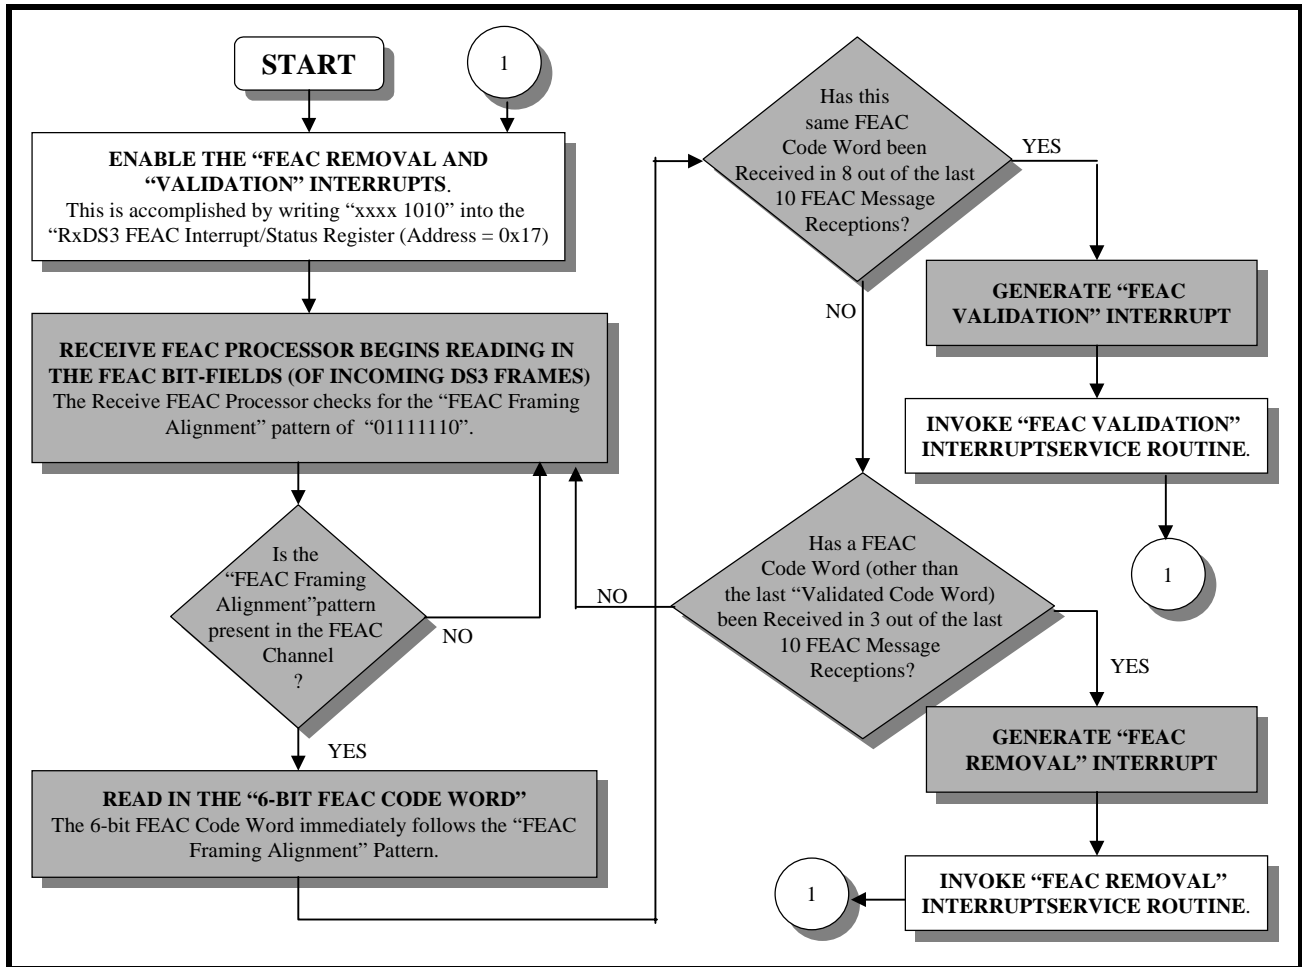 START
1
ENABLE THE “FEAC REMOVAL AND
“VALIDATION” INTERRUPTS.
This is accomplished by writing “xxxx 1010” into the
“RxDS3 FEAC Interrupt/Status Register (Address = 0x17)
RECEIVE FEAC PROCESSOR BEGINS READING IN
THE FEAC BIT-FIELDS (OF INCOMING DS3 FRAMES)
The Receive FEAC Processor checks for the “FEAC Framing
Alignment” pattern of “01111110”.
Is the
“FEAC Framing
Alignment”pattern
present in the FEAC
Channel
?
NO
YES
READ IN THE “6-BIT FEAC CODE WORD”
The 6-bit FEAC Code Word immediately follows the “FEAC
Framing Alignment” Pattern.
Has this
same FEAC
Code Word been
Received in 8 out of the last
10 FEAC Message
Receptions?
YES
NO
GENERATE “FEAC
VALIDATION” INTERRUPT
INVOKE “FEAC VALIDATION”
INTERRUPTSERVICE ROUTINE.
1
Has a FEAC
Code Word (other than
the last “Validated Code Word)
been Received in 3 out of the last
10 FEAC Message
Receptions?
NO
YES
GENERATE “FEAC
REMOVAL” INTERRUPT
INVOKE “FEAC REMOVAL”
INTERRUPTSERVICE ROUTINE.
1